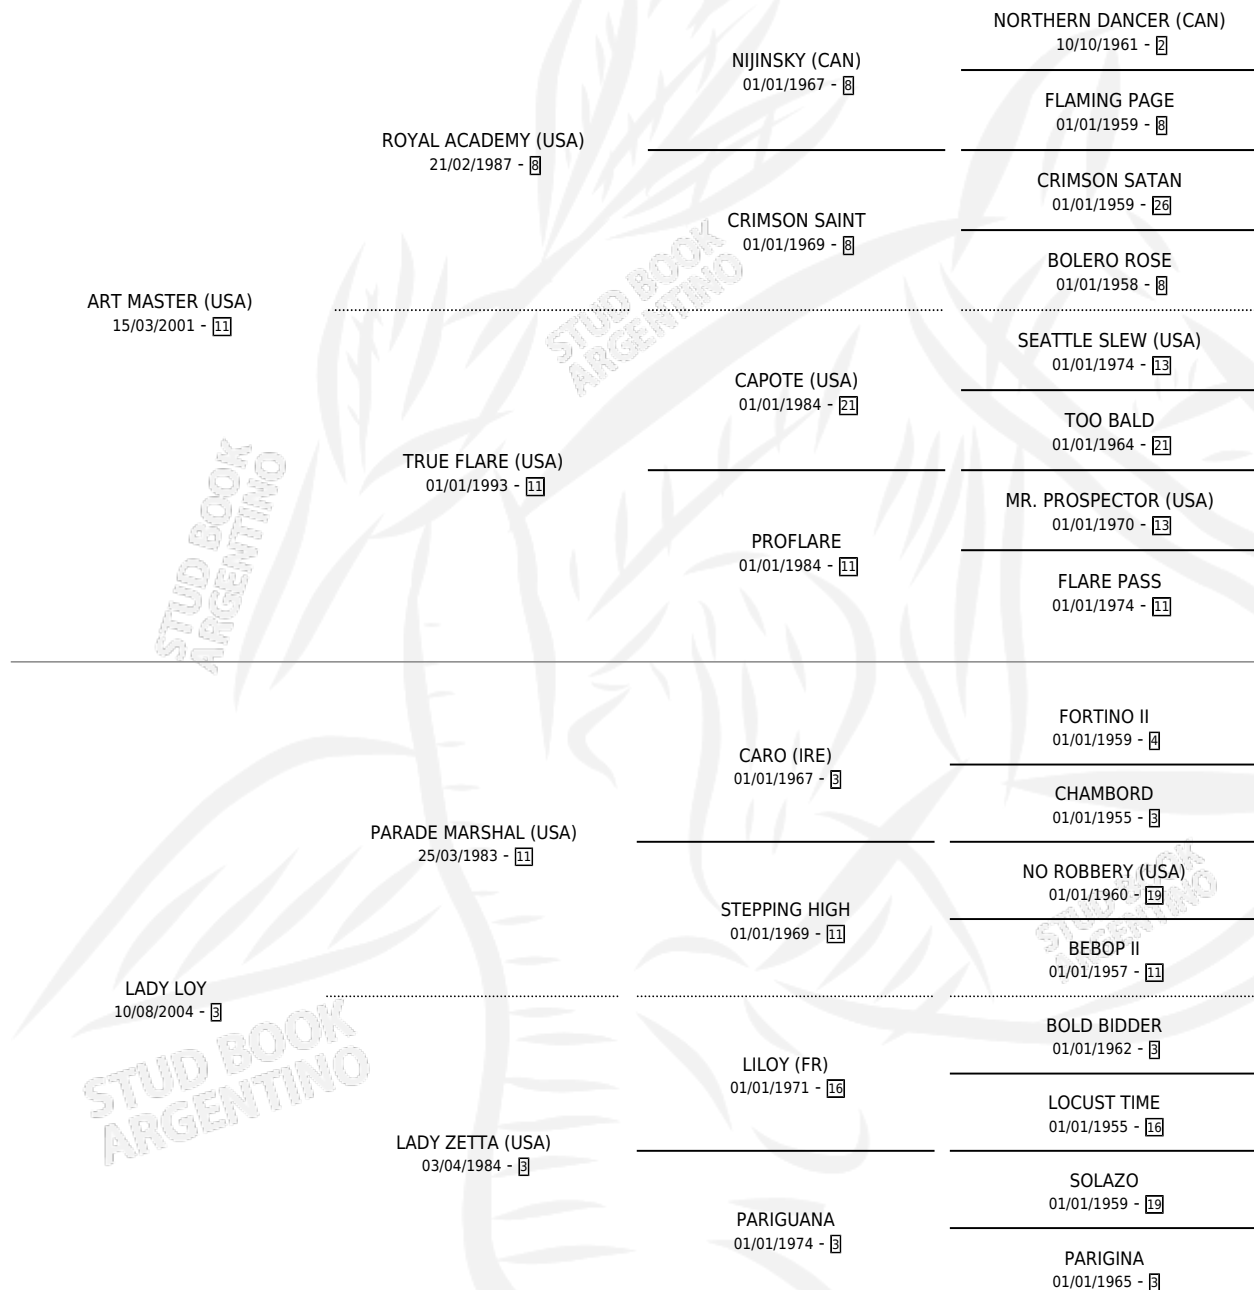 NORTHERN DANCER (CAN)
10/10/1961 - 2
NIJINSKY (CAN)
01/01/1967 - 8
FLAMING PAGE
01/01/1959 - 8
ROYAL ACADEMY (USA)
21/02/1987 - 8
CRIMSON SATAN
01/01/1959 - 26
CRIMSON SAINT
01/01/1969 - 8
BOLERO ROSE
01/01/1958 - 8
ART MASTER (USA)
15/03/2001 - 11
SEATTLE SLEW (USA)
01/01/1974 - 13
CAPOTE (USA)
01/01/1984 - 21
TOO BALD
01/01/1964 - 21
TRUE FLARE (USA)
01/01/1993 - 11
MR. PROSPECTOR (USA)
01/01/1970 - 13
PROFLARE
01/01/1984 - 11
FLARE PASS
01/01/1974 - 11
FORTINO II
01/01/1959 - 4
CARO (IRE)
01/01/1967 - 3
CHAMBORD
01/01/1955 - 3
PARADE MARSHAL (USA)
25/03/1983 - 11
NO ROBBERY (USA)
01/01/1960 - 19
STEPPING HIGH
01/01/1969 - 11
BEBOP II
01/01/1957 - 11
LADY LOY
10/08/2004 - 3
BOLD BIDDER
01/01/1962 - 3
LILOY (FR)
01/01/1971 - 16
LOCUST TIME
01/01/1955 - 16
LADY ZETTA (USA)
03/04/1984 - 3
SOLAZO
01/01/1959 - 19
PARIGUANA
01/01/1974 - 3
PARIGINA
01/01/1965 - 3
STUD BOOK
ARGENTINO
STUD BOOK
ARGENTINO
STUD BOOK
ARGENTINO
STUD BOOK
ARGENTINO